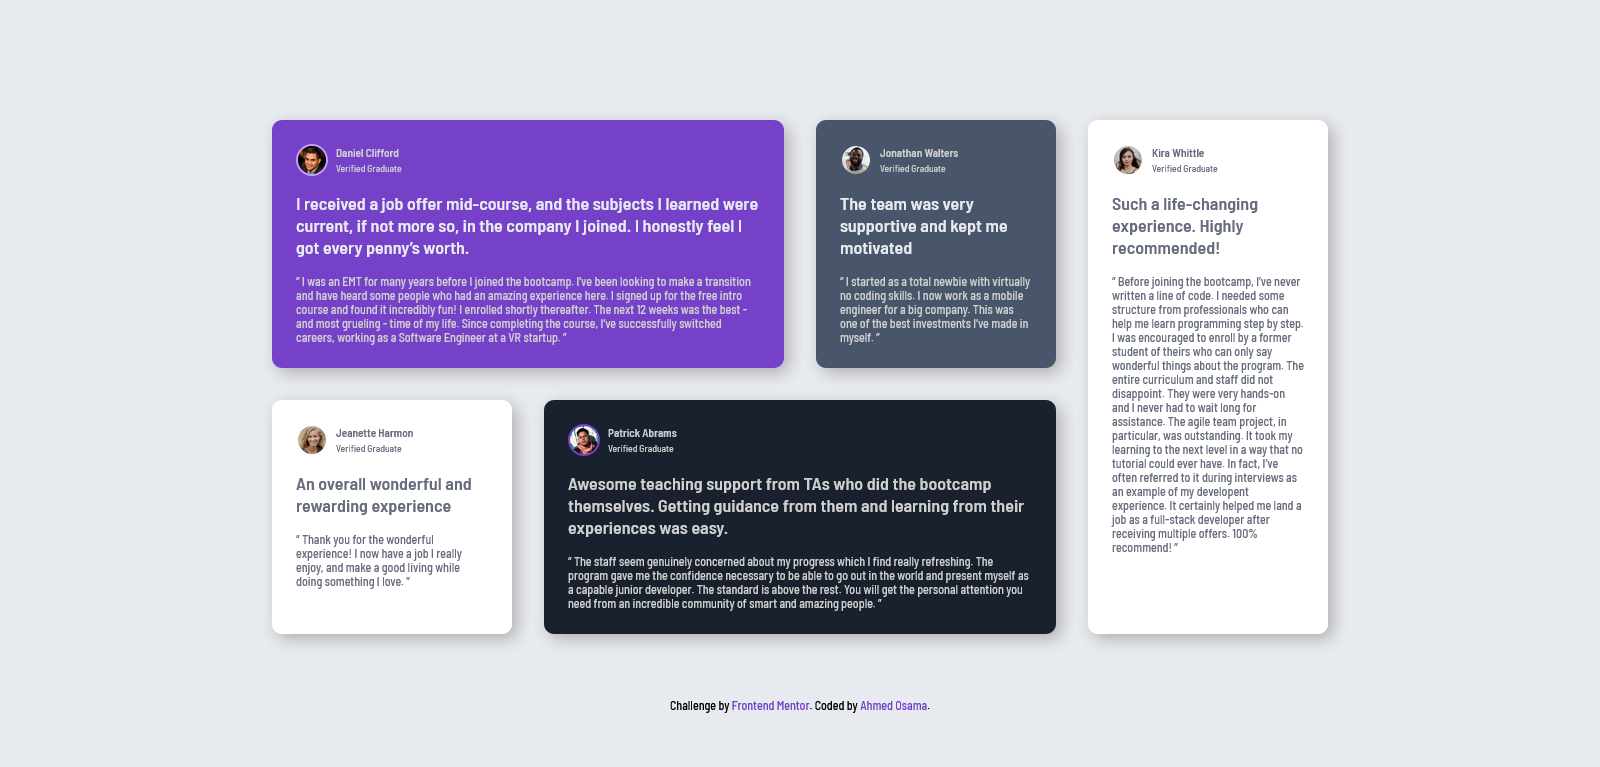 Daniel Clifford
Verified Graduate
I received a job offer mid-course, and the subjects I learned were
current, if not more so, in the company I joined. I honestly feel I
got every penny’s worth.
“ I was an EMT for many years before I joined the bootcamp. I’ve been looking to make a transition
and have heard some people who had an amazing experience here. I signed up for the free intro
course and found it incredibly fun! I enrolled shortly thereafter. The next 12 weeks was the best -
and most grueling - time of my life. Since completing the course, I’ve successfully switched
careers, working as a Software Engineer at a VR startup. ”
Jonathan Walters
Verified Graduate
The team was very
supportive and kept me
motivated
“ I started as a total newbie with virtually
no coding skills. I now work as a mobile
engineer for a big company. This was
one of the best investments I’ve made in
myself. ”
Kira Whittle
Verified Graduate
Such a life-changing
experience. Highly
recommended!
“ Before joining the bootcamp, I’ve never
written a line of code. I needed some
structure from professionals who can
help me learn programming step by step.
I was encouraged to enroll by a former
student of theirs who can only say
wonderful things about the program. The
entire curriculum and staff did not
disappoint. They were very hands-on
and I never had to wait long for
assistance. The agile team project, in
particular, was outstanding. It took my
learning to the next level in a way that no
tutorial could ever have. In fact, I’ve
often referred to it during interviews as
an example of my developent
experience. It certainly helped me land a
job as a full-stack developer after
receiving multiple offers. 100%
recommend! ”
Jeanette Harmon
Verified Graduate
An overall wonderful and
rewarding experience
“ Thank you for the wonderful
experience! I now have a job I really
enjoy, and make a good living while
doing something I love. ”
Patrick Abrams
Verified Graduate
Awesome teaching support from TAs who did the bootcamp
themselves. Getting guidance from them and learning from their
experiences was easy.
“ The staff seem genuinely concerned about my progress which I find really refreshing. The
program gave me the confidence necessary to be able to go out in the world and present myself as
a capable junior developer. The standard is above the rest. You will get the personal attention you
need from an incredible community of smart and amazing people. ”
Challenge by Frontend Mentor. Coded by Ahmed Osama.